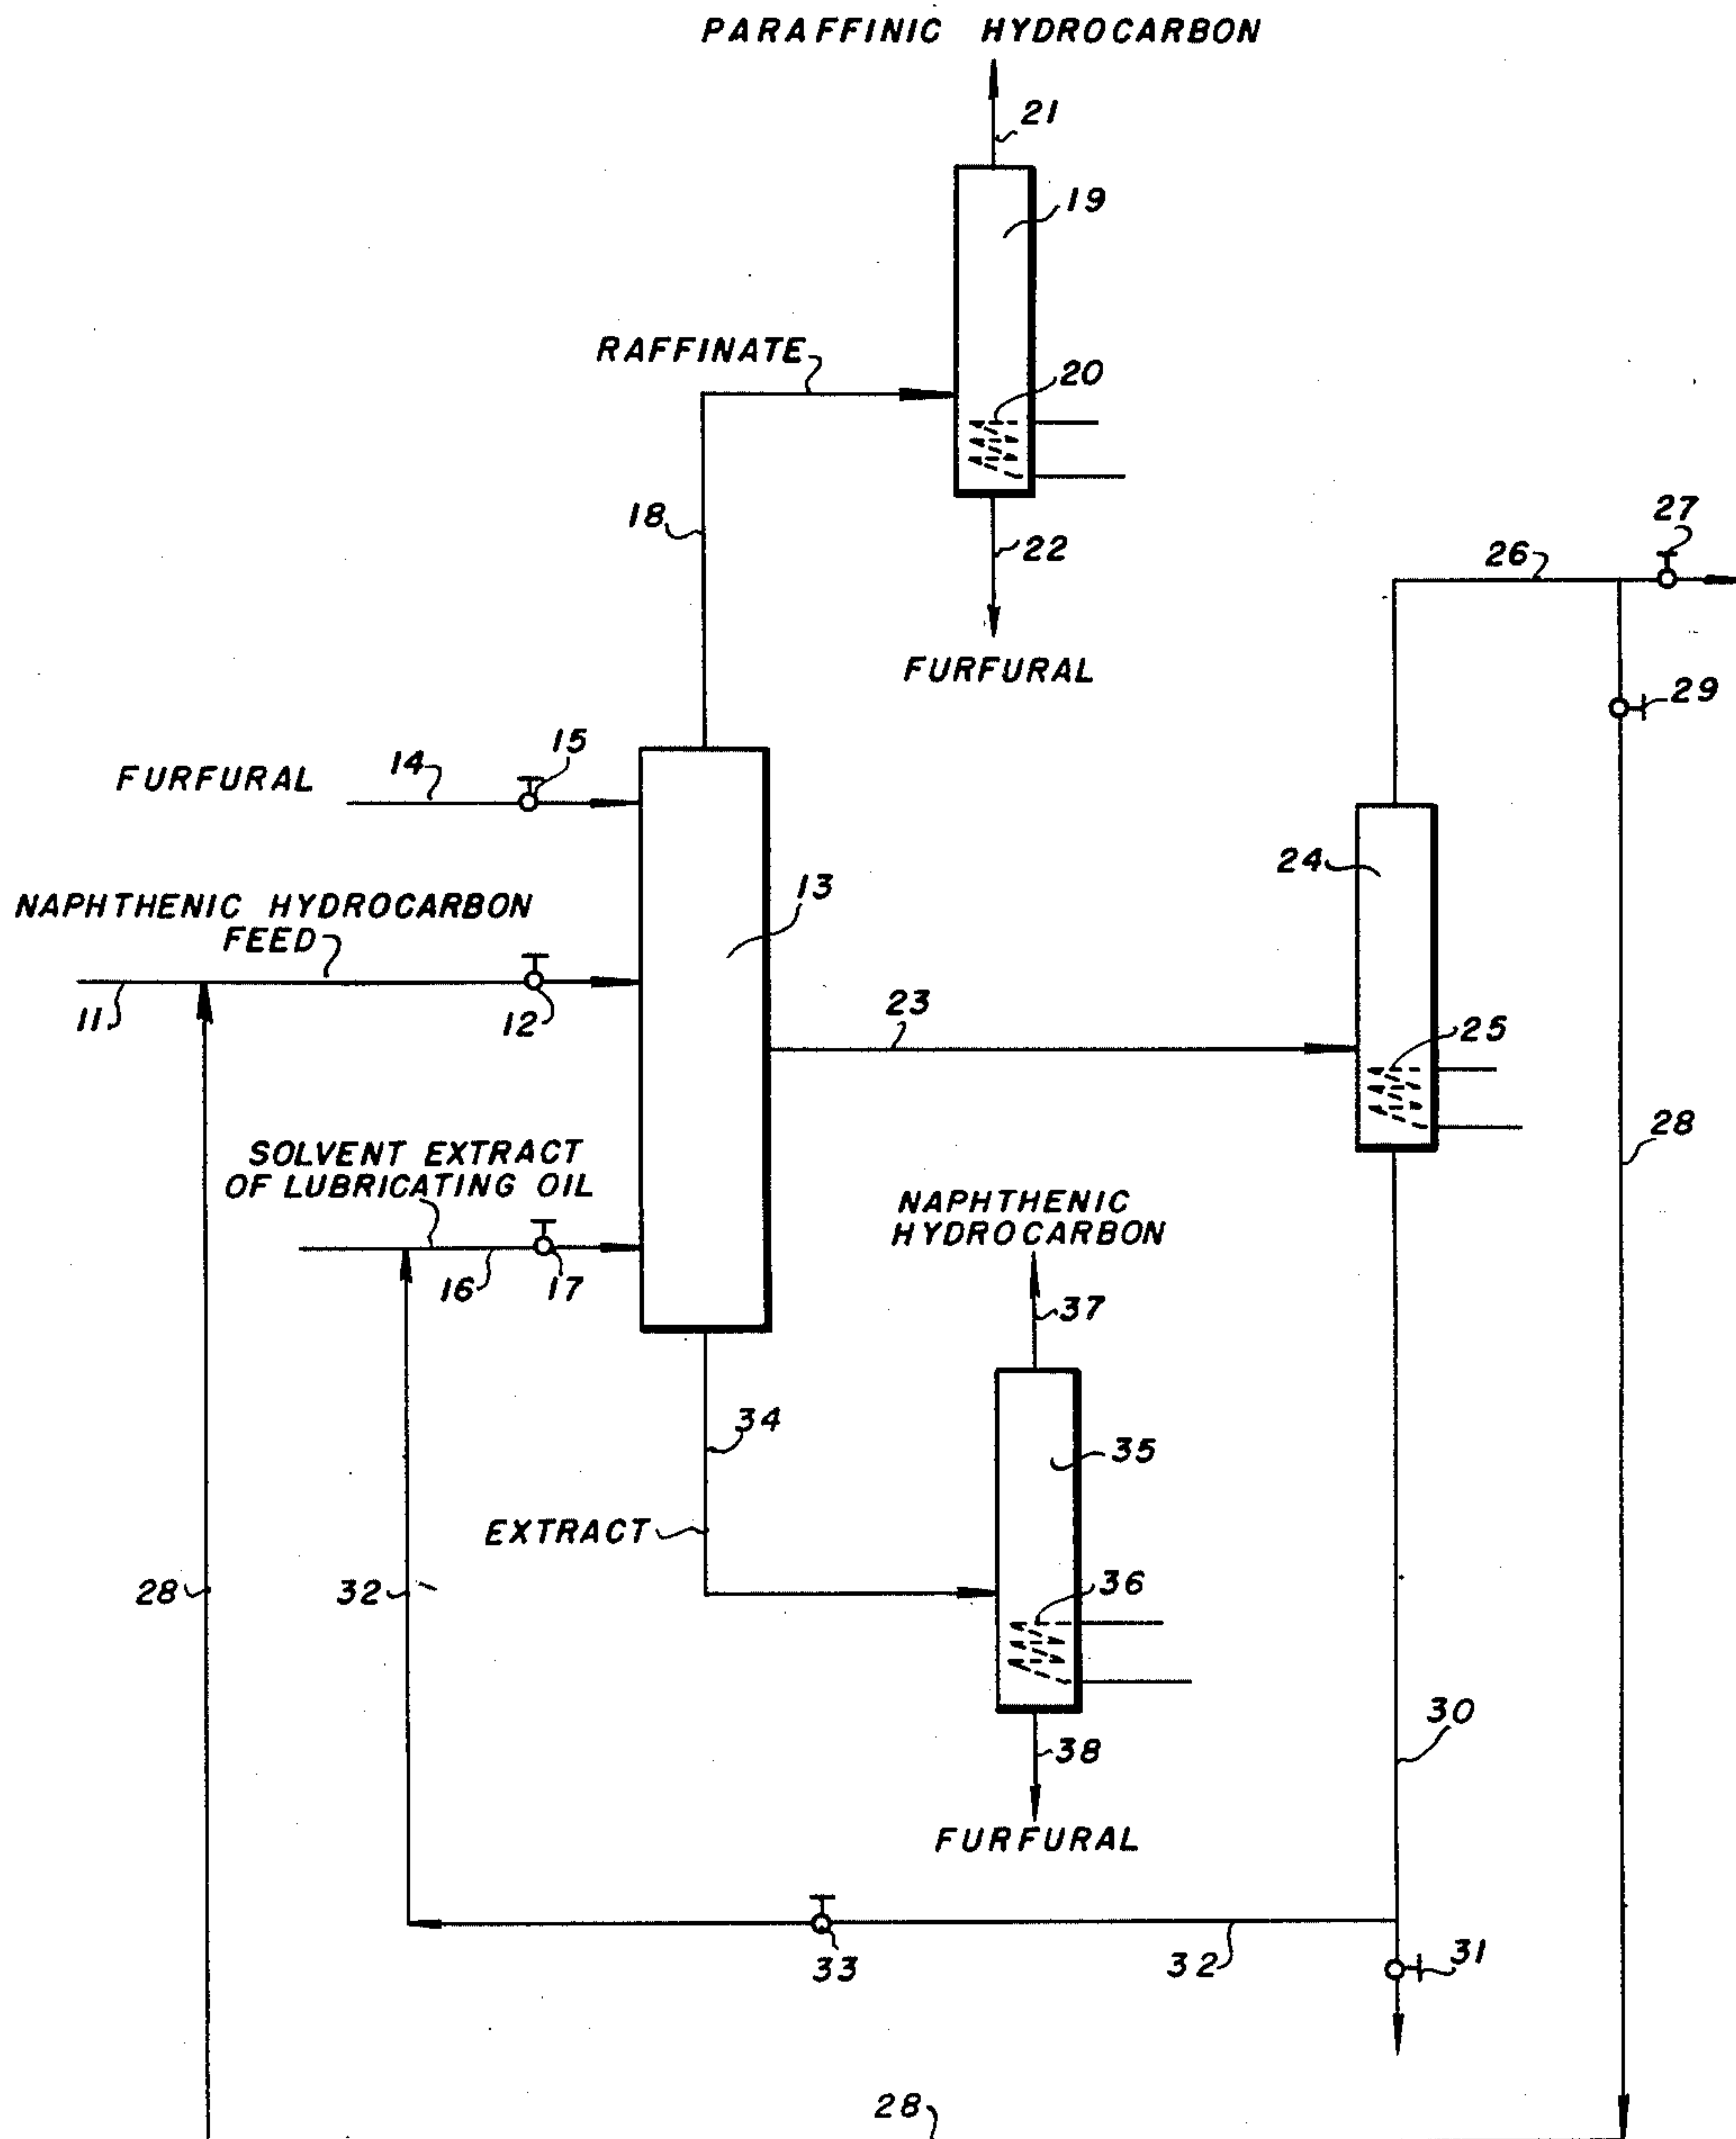 PARAFFINIC HYDROCARBON
21
19
RAFFINATE
20
18
22
27
26
FURFURAL
29
15
14
FURFURAL
24
13
NAPHTHENIC HYDROCARBON
FEED
23
11
12
25
28
SOLVENT EXTRACT
OF LUBRICATING OIL
NAPHTHENIC
HYDROCARBON
16
17
37
34
35
EXTRACT
36
28
32
30
38
FURFURAL
33
32
31
28